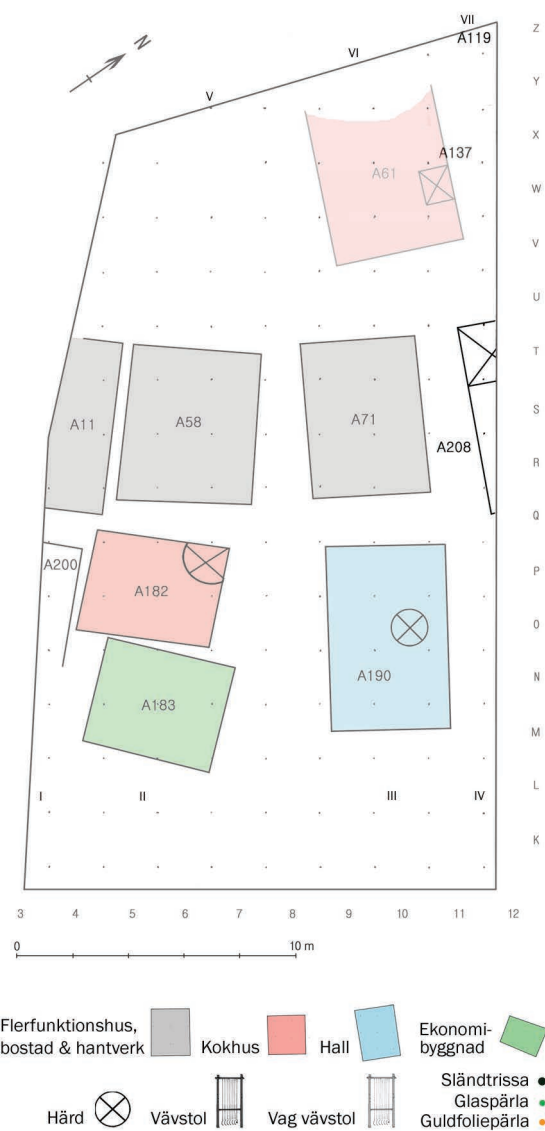 N
VII
Z
A119
VI
Y
V
X
A137
A61
W
V
U
T
A11 A58 A71 S
A208 R
Q
A200 P
A182
O
A190 N
A183
M
I II III IV L
K
3 4 5 6 7 8 9 10 11 12
0 10 m
Flerfunktionshus, Kokhus Hall Ekonomi-
bostad & hantverk byggnad
Sländtrissa
Härd Vävstol Vag vävstol Glaspärla
Guldfoliepärla